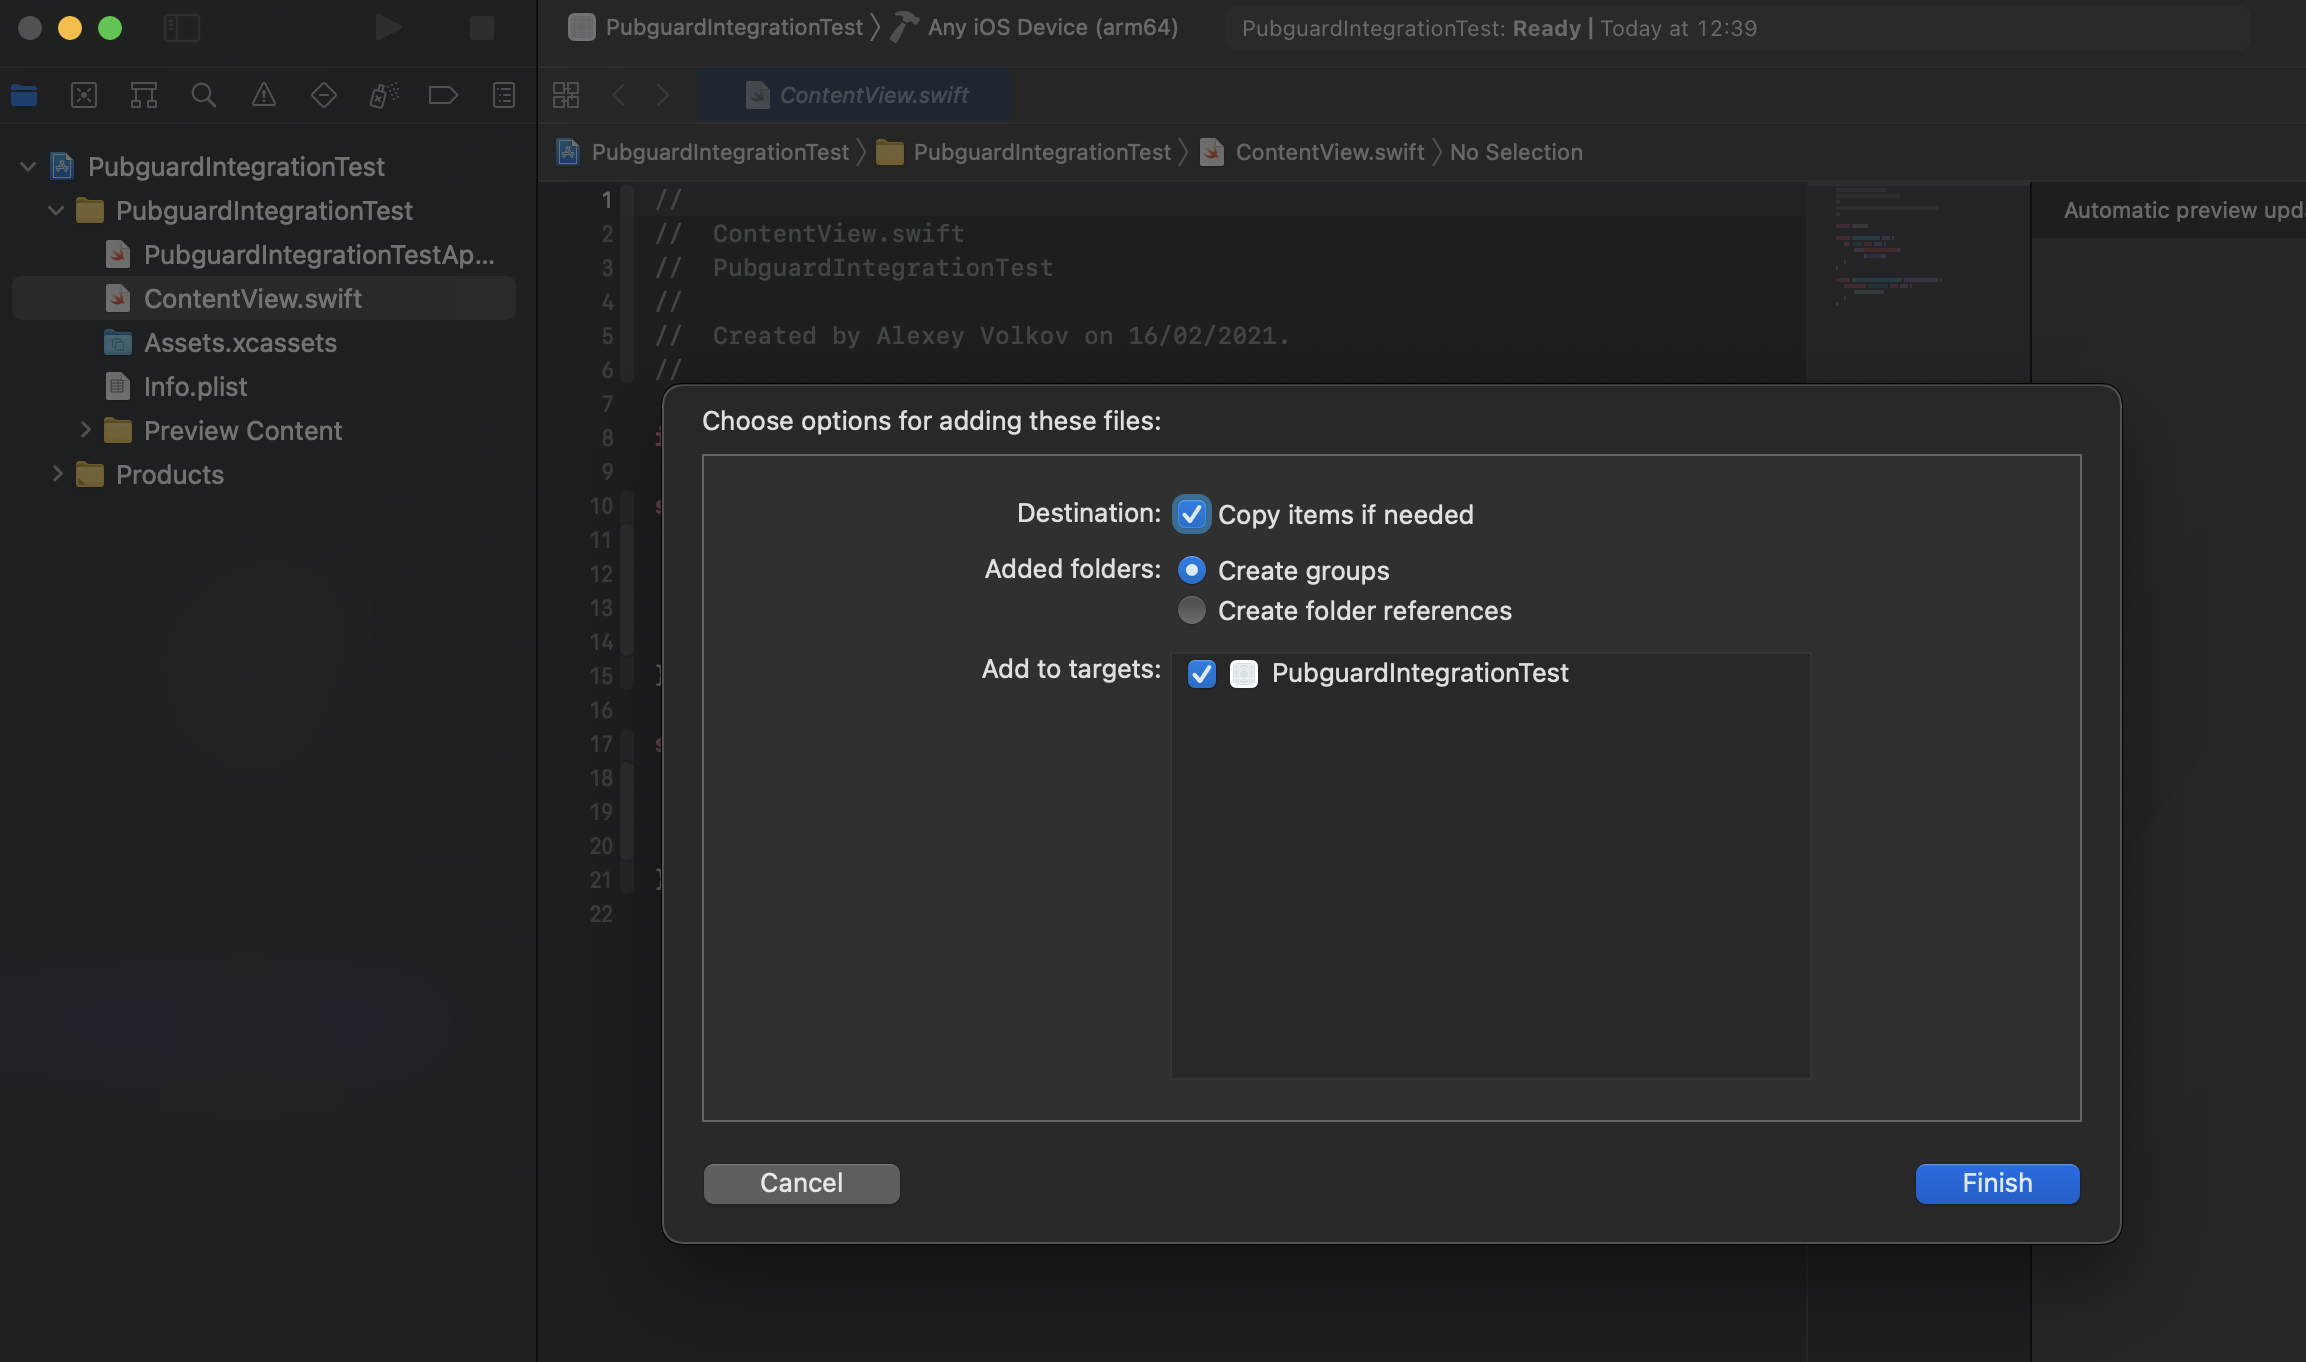 PubguardIntegrationTest 〉 Any iOS Device (arm64)
PubguardIntegrationTest: Ready | Today at 12:39
ContentView.swift
PubguardIntegrationTest 〉 PubguardIntegrationTest 〉 ContentView.swift 〉 No Selection
PubguardIntegrationTest
PubguardIntegrationTest
PubguardIntegrationTestAp...
ContentView.swift
Assets.xcassets
Info.plist
Preview Content
Products
1 //
2 //  ContentView.swift
3 //  PubguardIntegrationTest
4 //
5 //  Created by Alexey Volkov on 16/02/2021.
6 //
7
8
9
10
11
12
13
14
15
16
17
18
19
20
21
22
Automatic preview upd
Choose options for adding these files:
Destination: Copy items if needed
Added folders: Create groups
Create folder references
Add to targets: PubguardIntegrationTest
Cancel
Finish